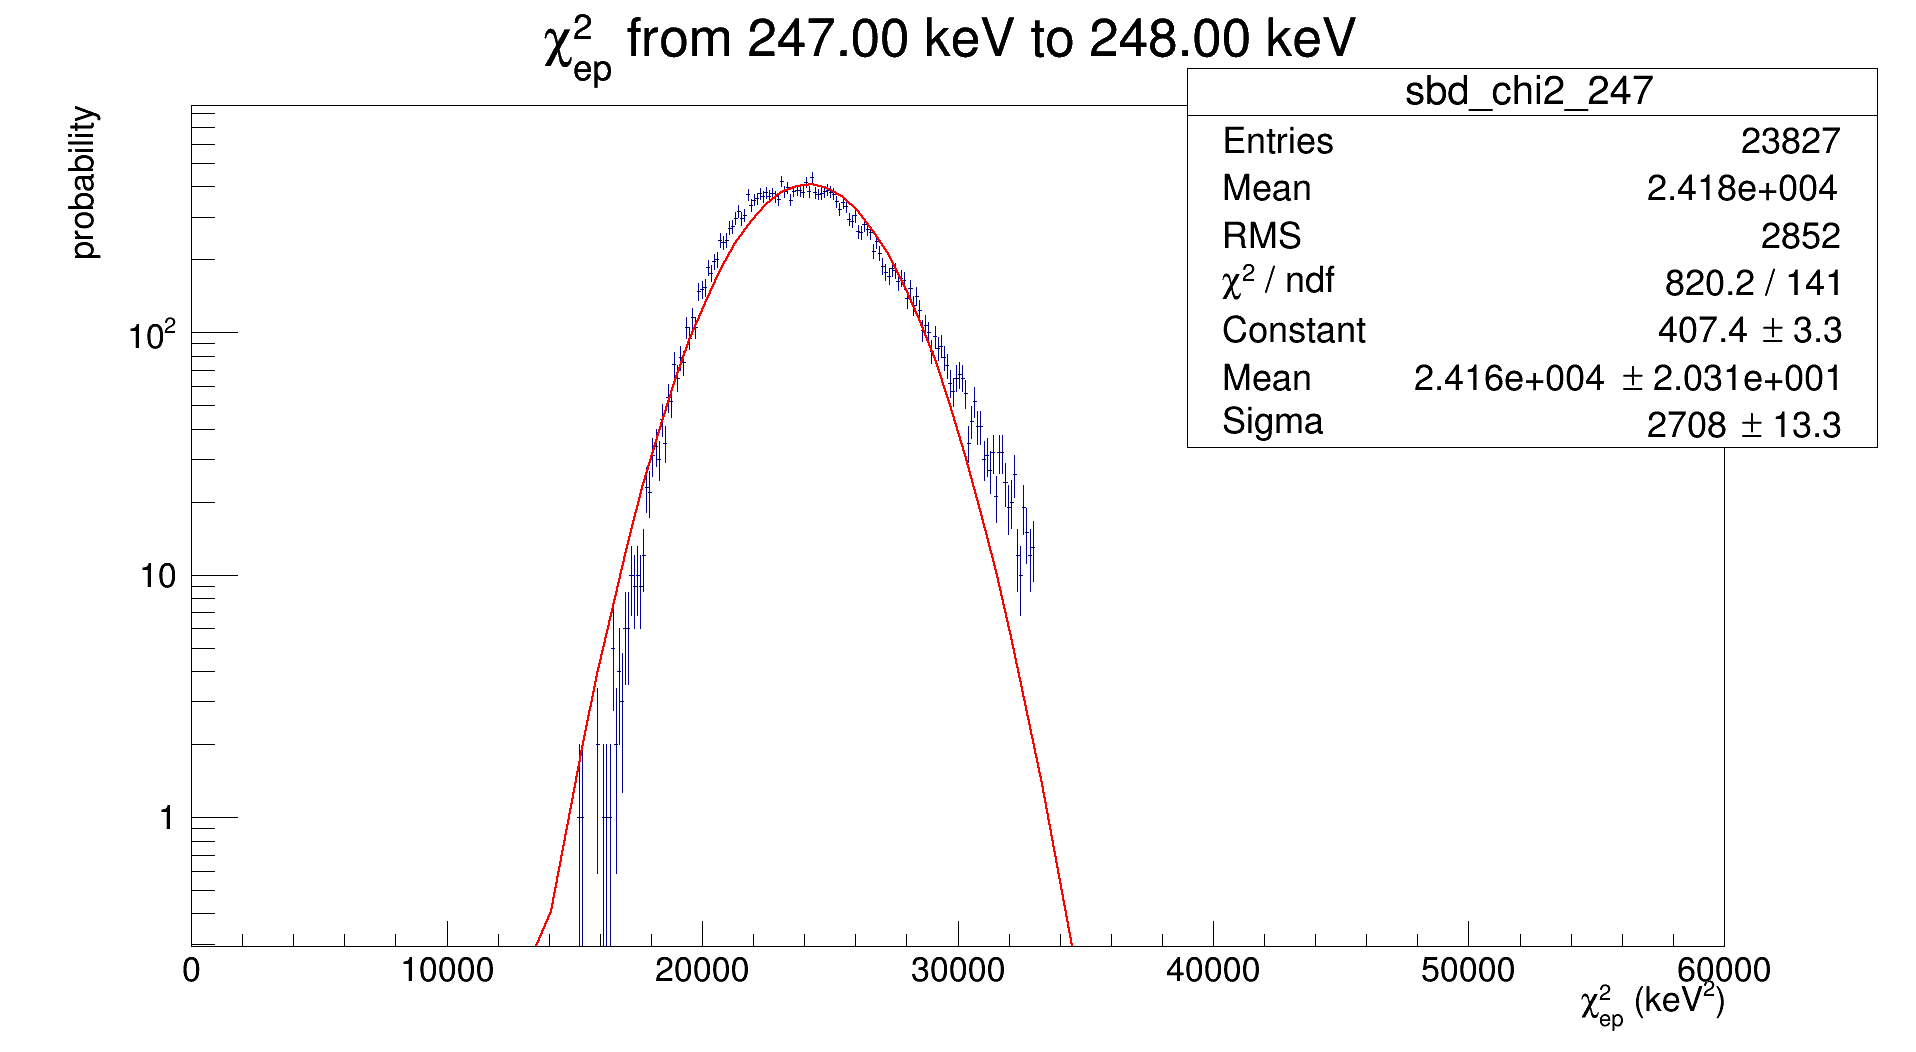 χ²ep from 247.00 keV to 248.00 keV
sbd_chi2_247
Entries 23827
Mean 2.418e+004
RMS 2852
χ² / ndf 820.2 / 141
Constant 407.4 ± 3.3
Mean 2.416e+004 ± 2.031e+001
Sigma 2708 ± 13.3
probability
10²
10
1
0 10000 20000 30000 40000 50000 60000
χ²ep (keV²)